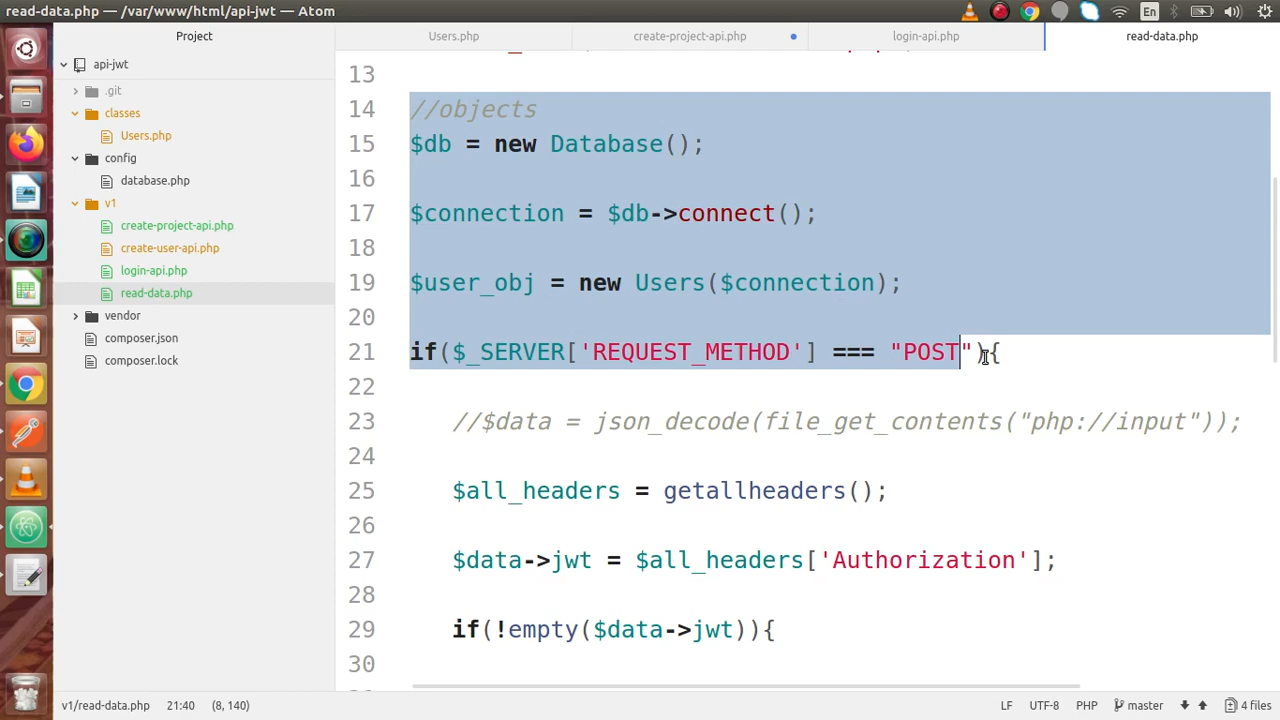 read-data.php — /var/www/html/api-jwt — Atom
En
Project
Users.php
create-project-api.php
login-api.php
read-data.php
api-jwt
.git
classes
Users.php
config
database.php
v1
create-project-api.php
create-user-api.php
login-api.php
read-data.php
vendor
composer.json
composer.lock
13
14 //objects
15 $db = new Database();
16
17 $connection = $db->connect();
18
19 $user_obj = new Users($connection);
20
21 if($_SERVER['REQUEST_METHOD'] === "POST"){
22
23 //$data = json_decode(file_get_contents("php://input"));
24
25 $all_headers = getallheaders();
26
27 $data->jwt = $all_headers['Authorization'];
28
29 if(!empty($data->jwt)){
30
v1/read-data.php 21:40 (8, 140) LF UTF-8 PHP master 4 files